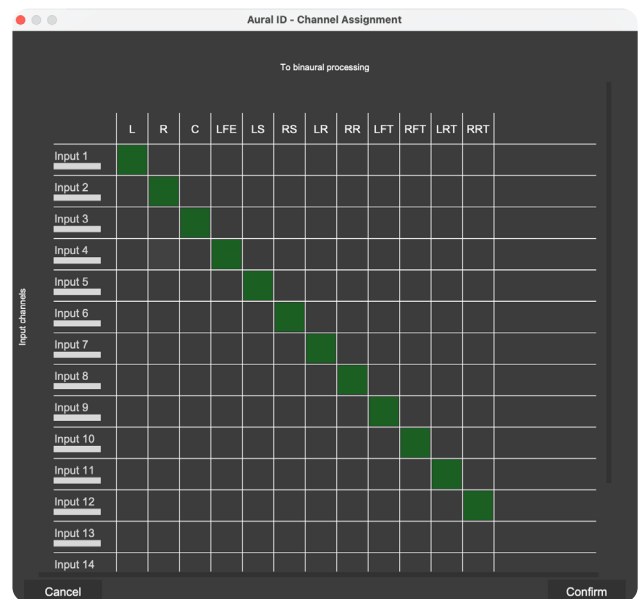 Aural ID - Channel Assignment
To binaural processing
L R C LFE LS RS LR RR LFT RFT LRT RRT
Input channels
Input 1
Input 2
Input 3
Input 4
Input 5
Input 6
Input 7
Input 8
Input 9
Input 10
Input 11
Input 12
Input 13
Input 14
Cancel Confirm